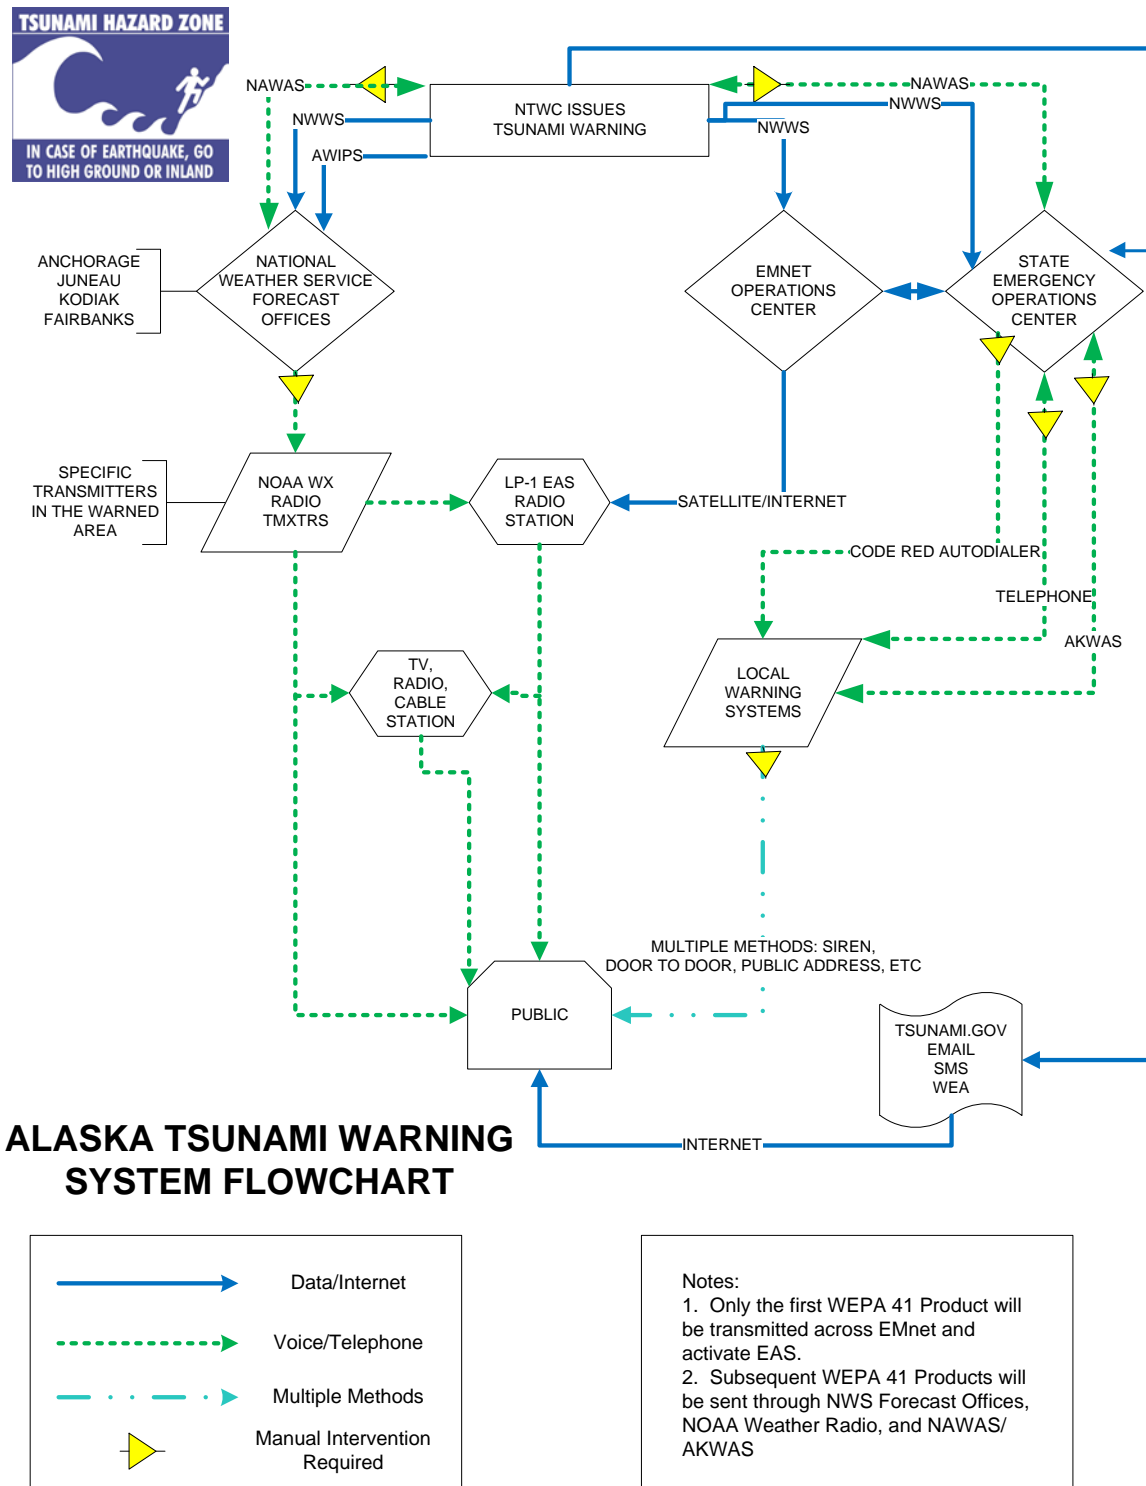 TSUNAMI HAZARD ZONE
IN CASE OF EARTHQUAKE, GO
TO HIGH GROUND OR INLAND
NAWAS
NWWS
AWIPS
NTWC ISSUES
TSUNAMI WARNING
NAWAS
NWWS
NWWS
ANCHORAGE
JUNEAU
KODIAK
FAIRBANKS
NATIONAL
WEATHER SERVICE
FORECAST
OFFICES
EMNET
OPERATIONS
CENTER
STATE
EMERGENCY
OPERATIONS
CENTER
SPECIFIC
TRANSMITTERS
IN THE WARNED
AREA
NOAA WX
RADIO
TMXTRS
LP-1 EAS
RADIO
STATION
SATELLITE/INTERNET
CODE RED AUTODIALER
TELEPHONE
AKWAS
TV,
RADIO,
CABLE
STATION
LOCAL
WARNING
SYSTEMS
MULTIPLE METHODS: SIREN,
DOOR TO DOOR, PUBLIC ADDRESS, ETC
PUBLIC
TSUNAMI.GOV
EMAIL
SMS
WEA
INTERNET
ALASKA TSUNAMI WARNING
SYSTEM FLOWCHART
Data/Internet
Voice/Telephone
Multiple Methods
Manual Intervention
Required
Notes:
1. Only the first WEPA 41 Product will
be transmitted across EMnet and
activate EAS.
2. Subsequent WEPA 41 Products will
be sent through NWS Forecast Offices,
NOAA Weather Radio, and NAWAS/
AKWAS